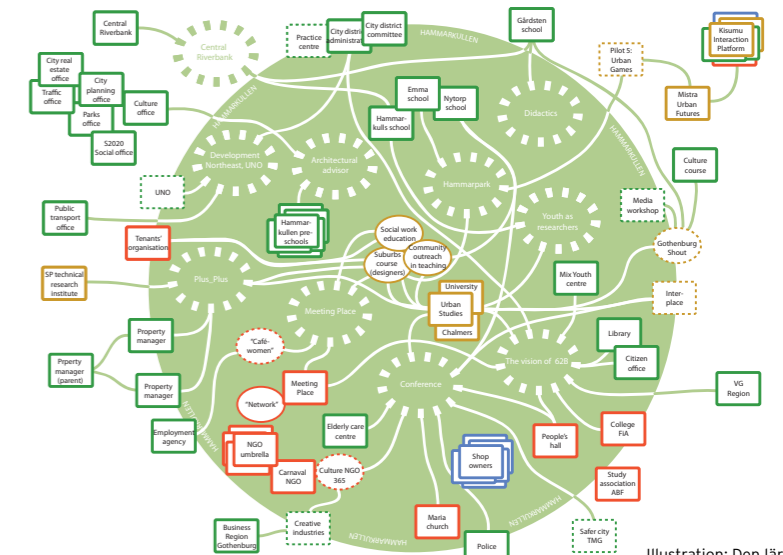 Central
Riverbank
Central
Riverbank
Practice
centre
City district
administrat
City district
committee
HAMMARKULLEN
Gårdsten
school
Pilot 5:
Urban
Games
Kisumu
Interaction
Platform
Mistra
Urban
Futures
City real
estate
office
Traffic
office
City
planning
office
Parks
office
Culture
office
S2020
Social office
HAMMARKULLEN
Emma
school
Nytorp
school
Hammar-
kulls school
Didactics
HAMMARKULLEN
Development
Northeast, UNO
Architectural
advisor
Hammarpark
Culture
course
UNO
Media
workshop
Public
transport
office
Tenants'
organisation
Hammar-
kullen pre-
schools
Social work
education
Suburbs
course
(designers)
Community
outreach
in teaching
Youth as
researchers
Gothenburg
Shout
SP technical
research
institute
Plus_Plus
Mix Youth
centre
University
Urban
Studies
Chalmers
Inter-
place
Meeting Place
Property
manager
Prperty
manager
(parent)
Property
manager
"Café-
women"
Meeting
Place
Conference
The vision of 628
Library
Citizen
office
VG
Region
"Network"
HAMMARKULLEN
Employment
agency
NGO
umbrella
Carnaval
NGO
Elderly care
centre
Culture NGO
365
Shop
owners
People's
hall
College
FiA
Study
association
ABF
Business
Region
Gothenburg
Creative
industries
Maria
church
Police
Safer city
TMG
HAMMARKULLEN
HAMMARKULLEN